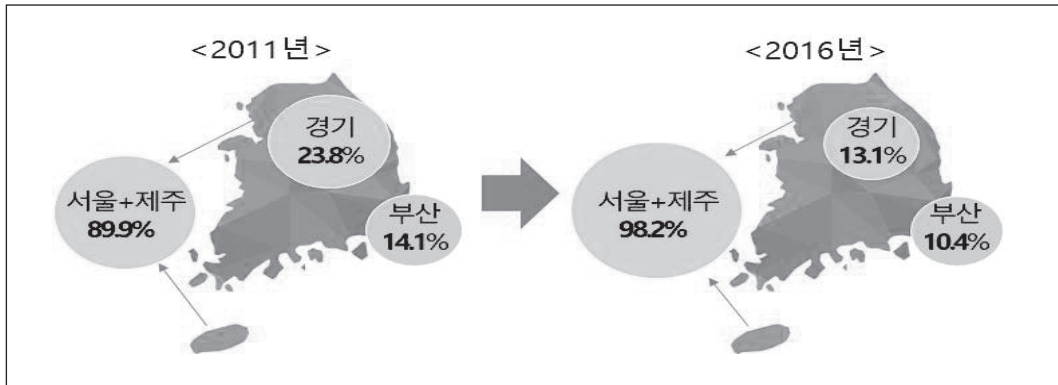 <2011년>
경기
23.8%
서울+제주
89.9%
부산
14.1%
<2016년>
경기
13.1%
서울+제주
98.2%
부산
10.4%